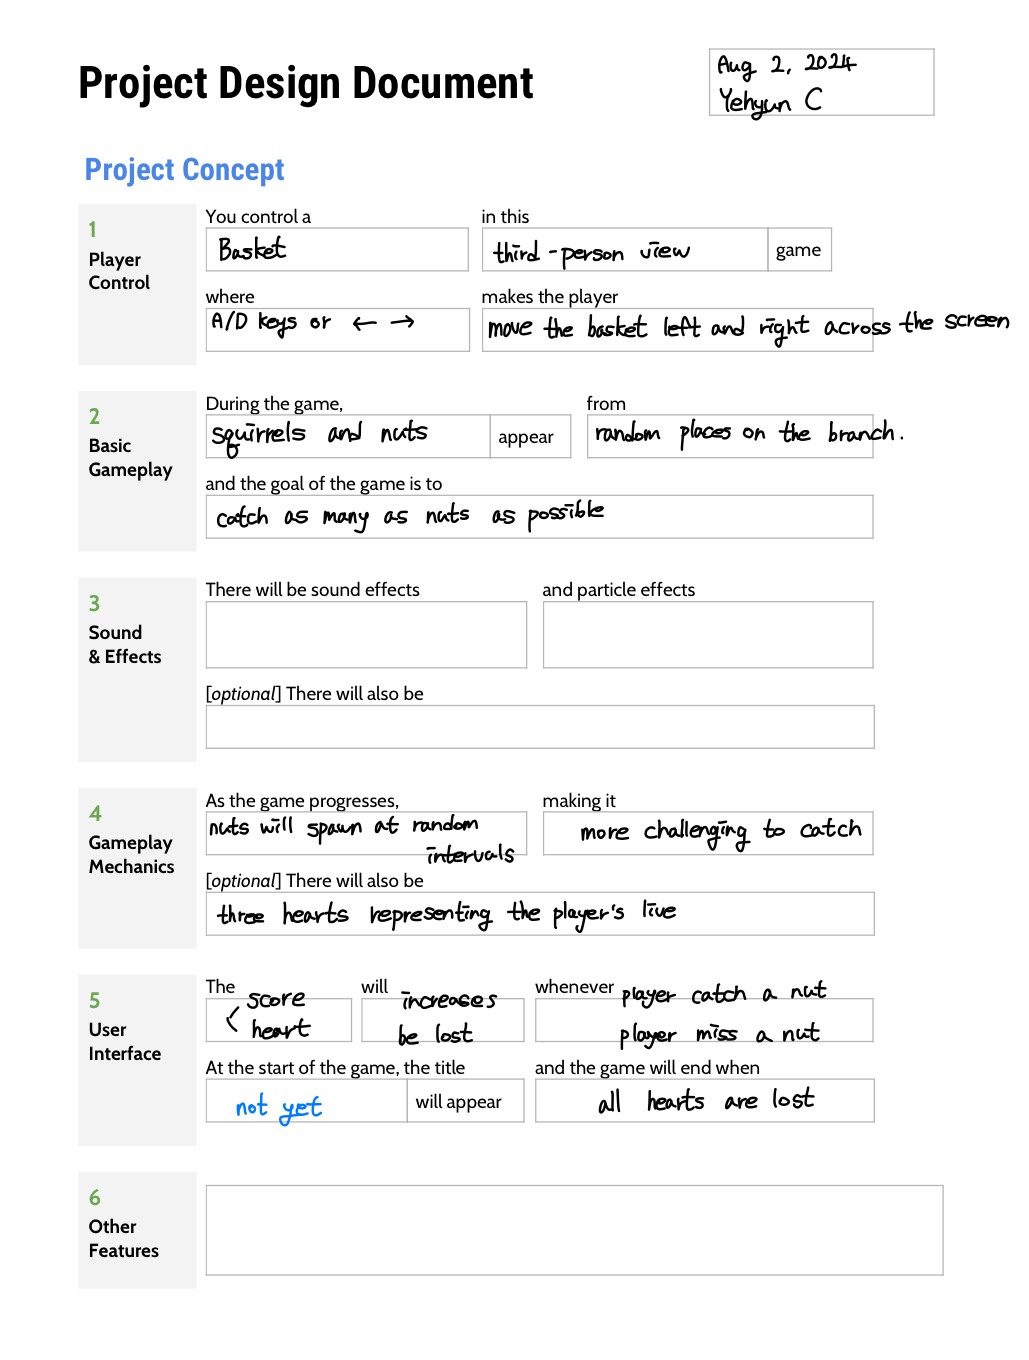 Project Design Document
Aug 2, 2024
Yehyun C
Project Concept
1
Player
Control
You control a
Basket
in this
third-person view
game
where
A/D keys or ← →
makes the player
move the basket left and right across the screen
2
Basic
Gameplay
During the game,
squirrels and nuts
appear
from
random places on the branch.
and the goal of the game is to
catch as many as nuts as possible
3
Sound
& Effects
There will be sound effects
and particle effects
[optional] There will also be
4
Gameplay
Mechanics
As the game progresses,
nuts will spawn at random
intervals
making it
more challenging to catch
[optional] There will also be
three hearts representing the player's live
5
User
Interface
The
score
heart
will
increases
be lost
whenever
player catch a nut
player miss a nut
At the start of the game, the title
not yet
will appear
and the game will end when
all hearts are lost
6
Other
Features